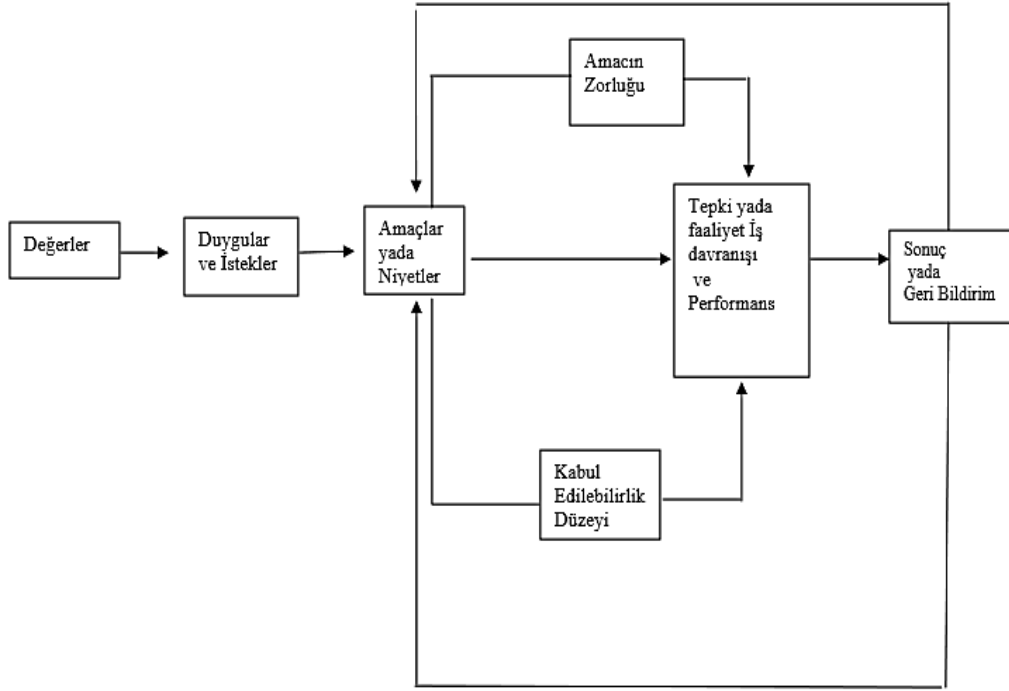 Değerler
Duygular
ve İstekler
Amaçlar
yada
Niyetler
Amacın
Zorluğu
Kabul
Edilebilirlik
Düzeyi
Tepki yada
faaliyet İş
davranışı
ve
Performans
Sonuç
yada
Geri Bildirim